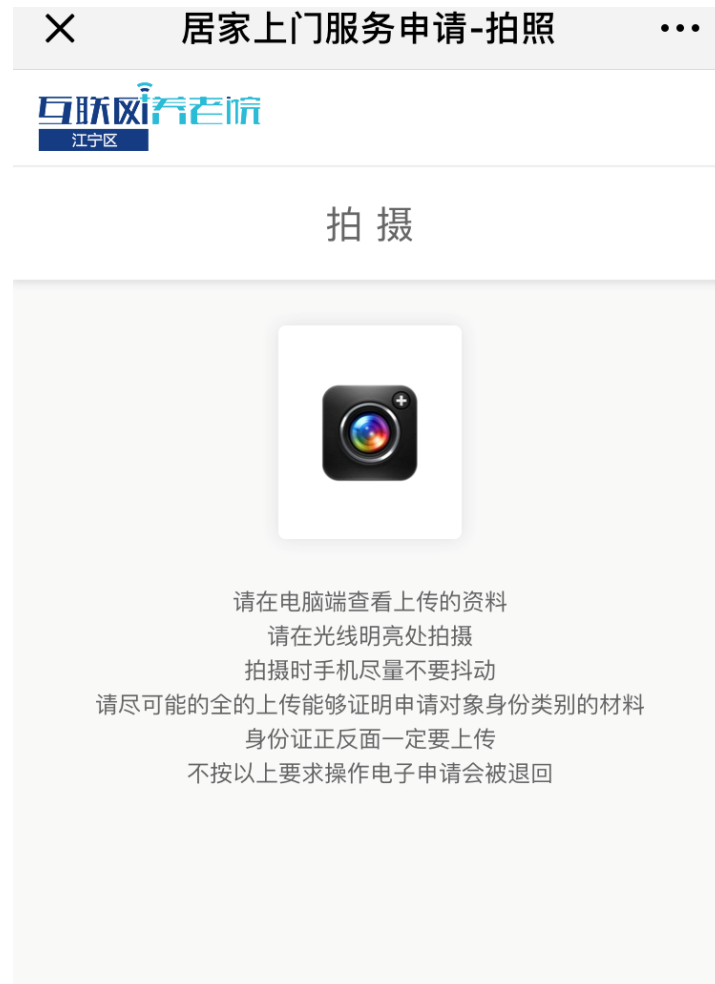 居家上门服务申请-拍照
互联网养老院
江宁区
拍摄
请在电脑端查看上传的资料
请在光线明亮处拍摄
拍摄时手机尽量不要抖动
请尽可能的全的上传能够证明申请对象身份类别的材料
身份证正反面一定要上传
不按以上要求操作电子申请会被退回